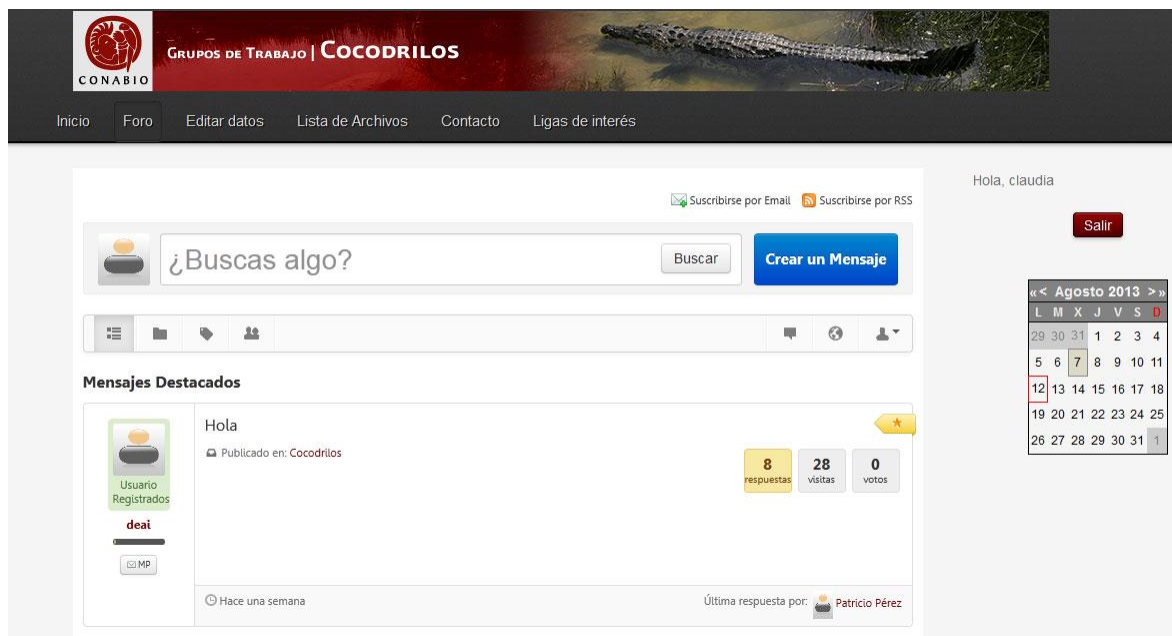 CONABIO
GRUPOS DE TRABAJO | COCODRILOS
Inicio Foro Editar datos Lista de Archivos Contacto Ligas de interés
Hola, claudia
Salir
Suscribirse por Email Suscribirse por RSS
¿Buscas algo? Buscar Crear un Mensaje
Mensajes Destacados
Usuario
Registrados
deai
MP
Hola
Publicado en: Cocodrilos
8 28 0
respuestas visitas votos
Hace una semana Última respuesta por: Patricio Pérez
«< Agosto 2013 >»
L M X J V S D
29 30 31 1 2 3 4
5 6 7 8 9 10 11
12 13 14 15 16 17 18
19 20 21 22 23 24 25
26 27 28 29 30 31 1